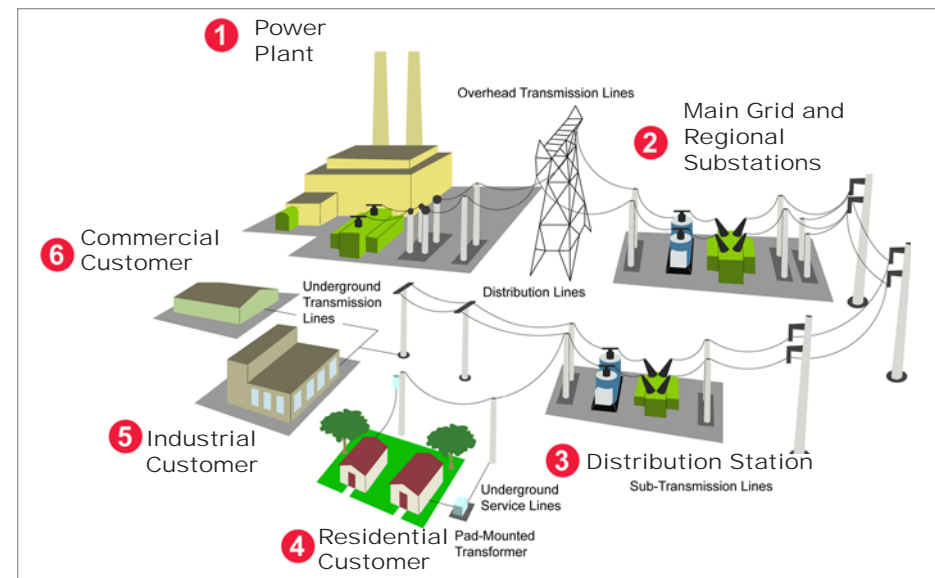 1
Power
Plant
Overhead Transmission Lines
2
Main Grid and
Regional
Substations
6
Commercial
Customer
Underground
Transmission
Lines
Distribution Lines
5
Industrial
Customer
3
Distribution Station
Sub-Transmission Lines
Underground
Service Lines
4
Residential
Customer
Pad-Mounted
Transformer